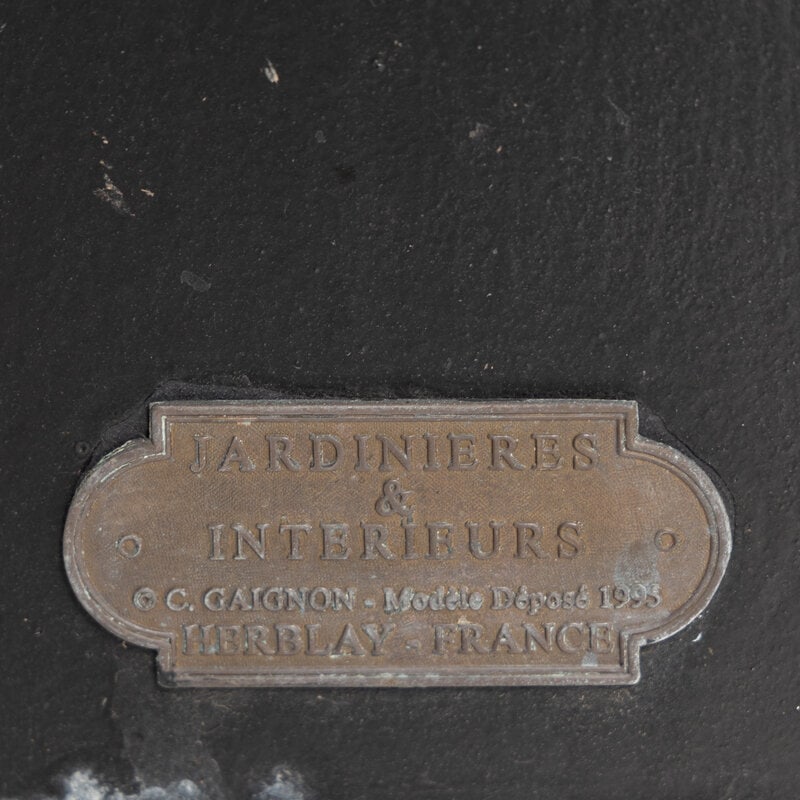 JARDINIERES
&
INTERIEURS
© C. GAIGNON - Modèle Déposé 1995
HERBLAY - FRANCE